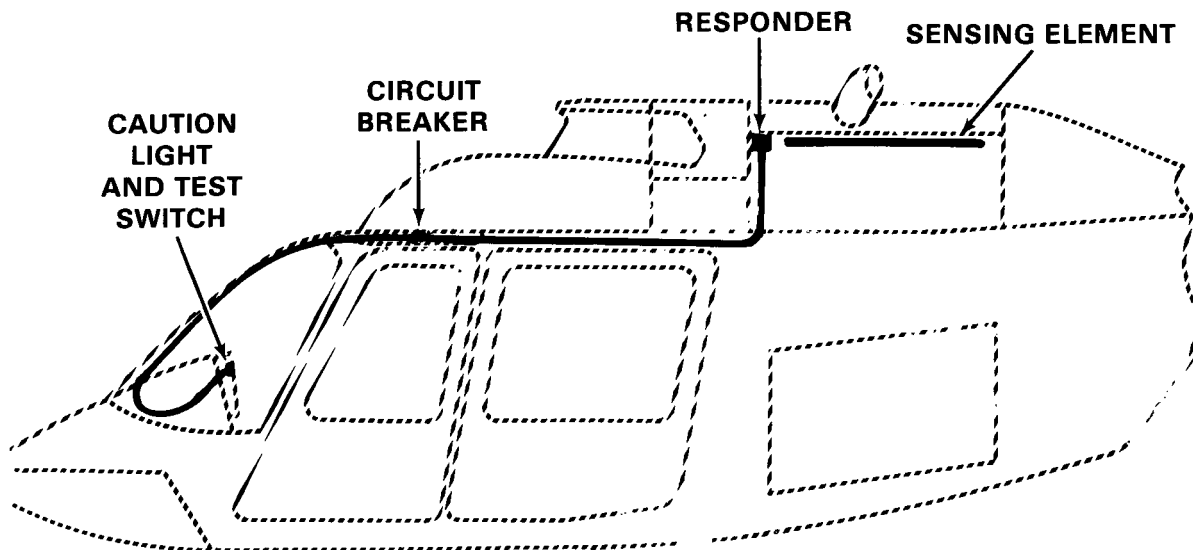 RESPONDER
SENSING ELEMENT
CIRCUIT
BREAKER
CAUTION
LIGHT
AND TEST
SWITCH